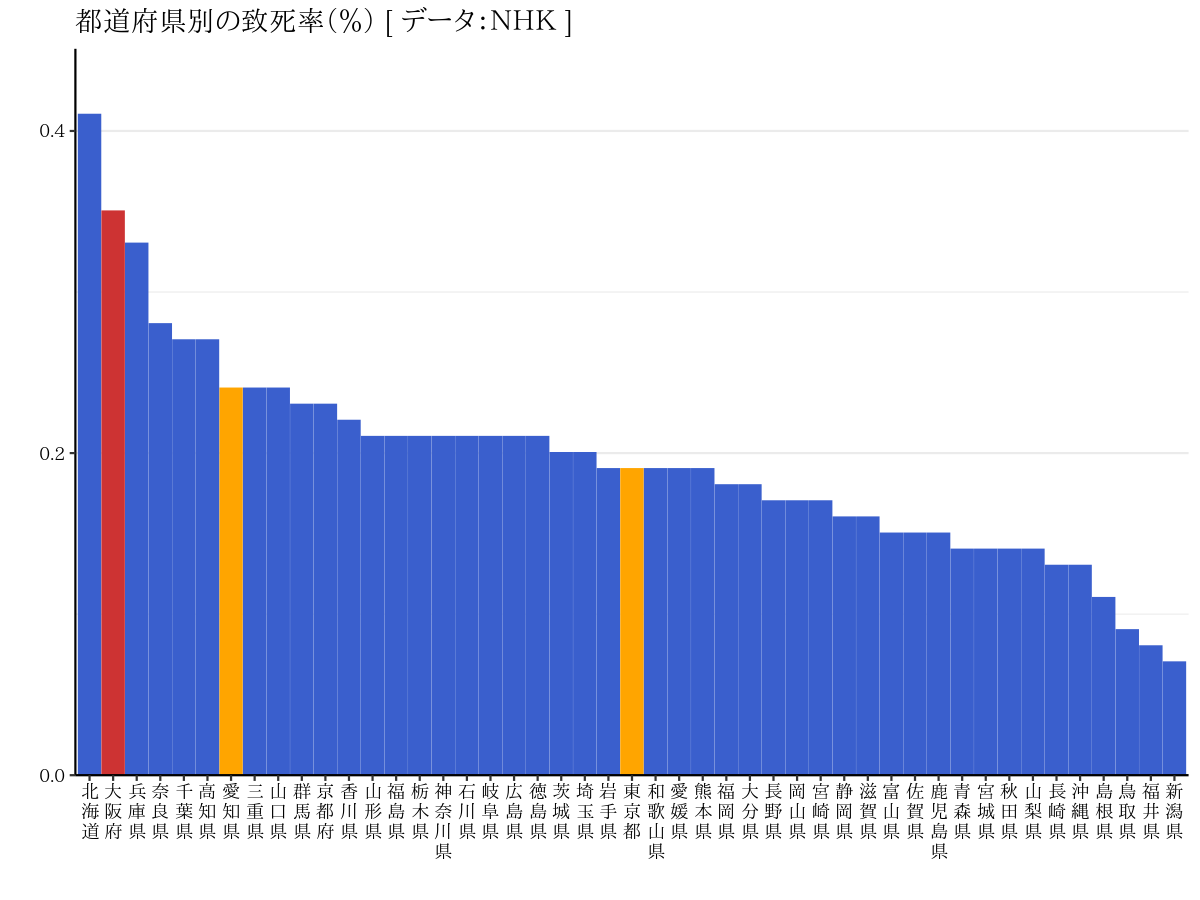 都道府県別の致死率(%) [ データ:NHK ]
0.4
0.2
0.0
北海道
大阪府
兵庫県
奈良県
千葉県
高知県
愛知県
三重県
山口県
群馬県
京都府
香川県
山形県
福島県
栃木県
神奈川県
石川県
岐阜県
広島県
徳島県
茨城県
埼玉県
岩手県
東京都
和歌山県
愛媛県
熊本県
福岡県
大分県
長野県
岡山県
宮崎県
静岡県
滋賀県
富山県
佐賀県
鹿児島県
青森県
宮城県
秋田県
山梨県
長崎県
沖縄県
島根県
鳥取県
福井県
新潟県